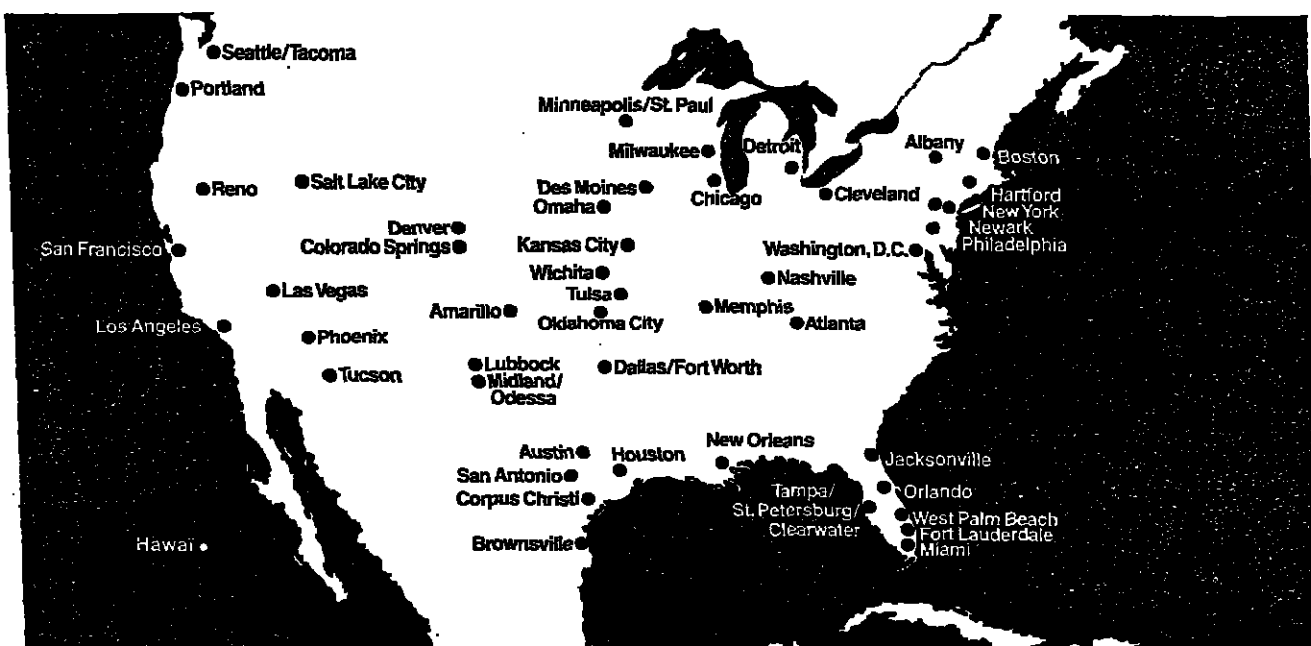 Seattle/Tacoma
Portland
Minneapolis/St. Paul
Milwaukee
Detroit
Albany
Boston
Reno
Salt Lake City
Des Moines
Omaha
Chicago
Cleveland
Hartford
New York
Newark
Philadelphia
Denver
Colorado Springs
Kansas City
Washington, D.C.
San Francisco
Wichita
Nashville
Las Vegas
Tulsa
Amarillo
Oklahoma City
Memphis
Atlanta
Los Angeles
Phoenix
Tucson
Lubbock
Midland/
Odessa
Dallas/Fort Worth
Austin
Houston
New Orleans
San Antonio
Corpus Christi
Jacksonville
Tampa/
St. Petersburg/
Clearwater
Orlando
West Palm Beach
Fort Lauderdale
Miami
Hawaï
Brownsville